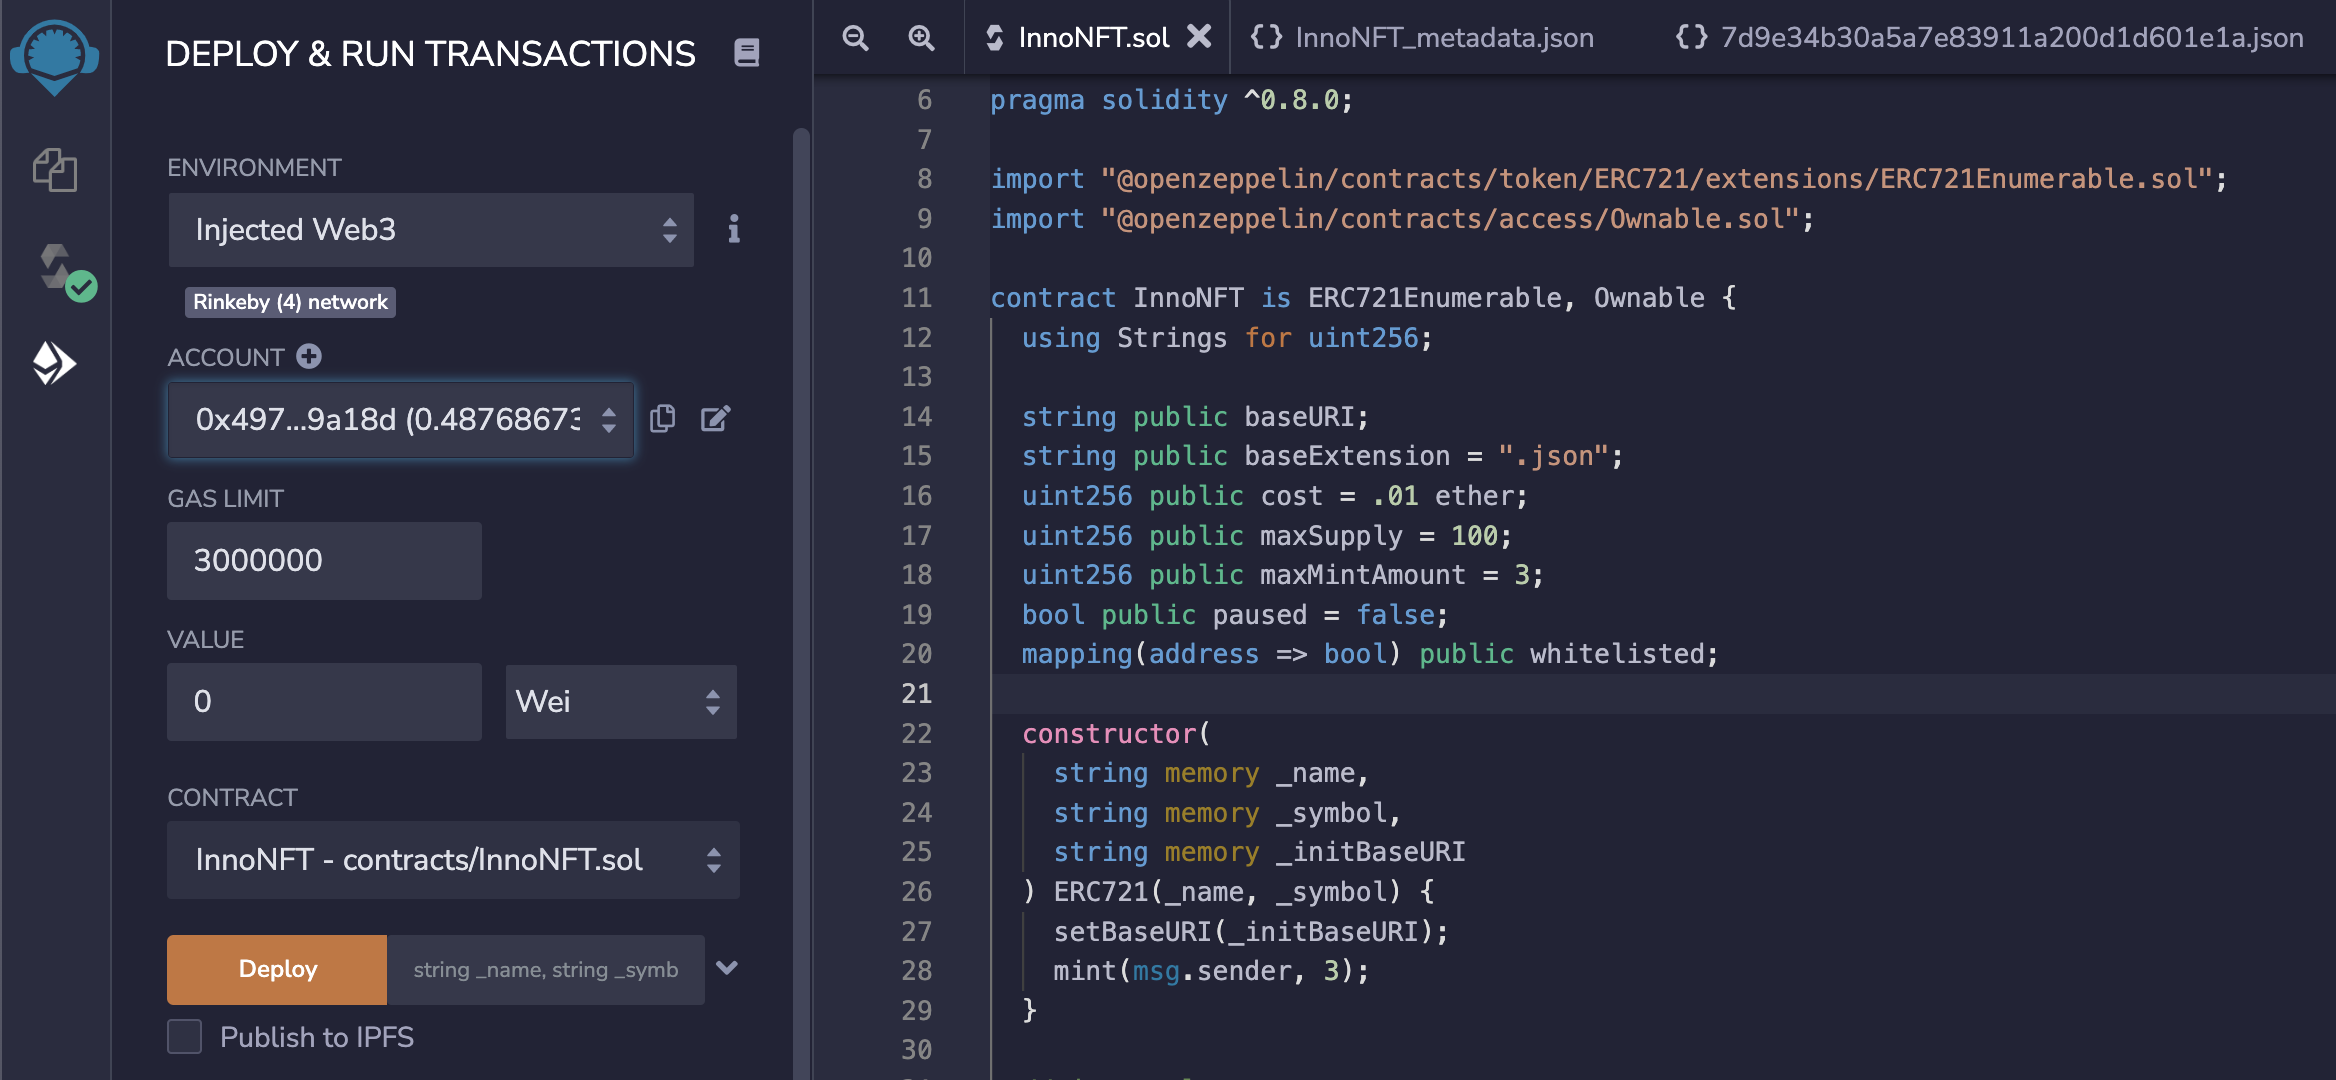 DEPLOY & RUN TRANSACTIONS
ENVIRONMENT
Injected Web3
Rinkeby (4) network
ACCOUNT
0x497...9a18d (0.48768673
GAS LIMIT
3000000
VALUE
0 Wei
CONTRACT
InnoNFT - contracts/InnoNFT.sol
Deploy string _name, string _symb
Publish to IPFS
InnoNFT.sol {} InnoNFT_metadata.json {} 7d9e34b30a5a7e83911a200d1d601e1a.json
6 pragma solidity ^0.8.0;
7
8 import "@openzeppelin/contracts/token/ERC721/extensions/ERC721Enumerable.sol";
9 import "@openzeppelin/contracts/access/Ownable.sol";
10
11 contract InnoNFT is ERC721Enumerable, Ownable {
12 using Strings for uint256;
13
14 string public baseURI;
15 string public baseExtension = ".json";
16 uint256 public cost = .01 ether;
17 uint256 public maxSupply = 100;
18 uint256 public maxMintAmount = 3;
19 bool public paused = false;
20 mapping(address => bool) public whitelisted;
21
22 constructor(
23 string memory _name,
24 string memory _symbol,
25 string memory _initBaseURI
26 ) ERC721(_name, _symbol) {
27 setBaseURI(_initBaseURI);
28 mint(msg.sender, 3);
29 }
30